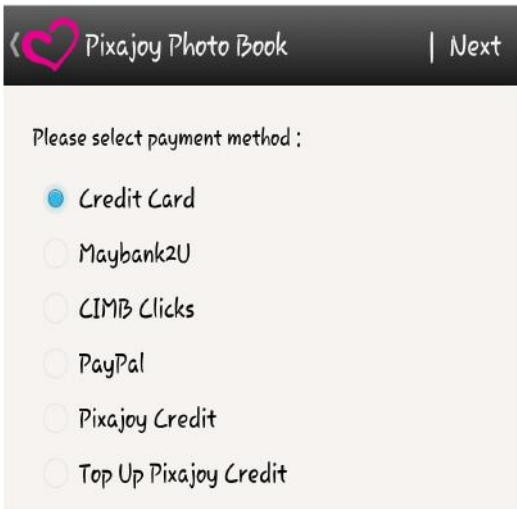 Pixajoy Photo Book | Next
Please select payment method :
Credit Card
Maybank2U
CIMB Clicks
PayPal
Pixajoy Credit
Top Up Pixajoy Credit